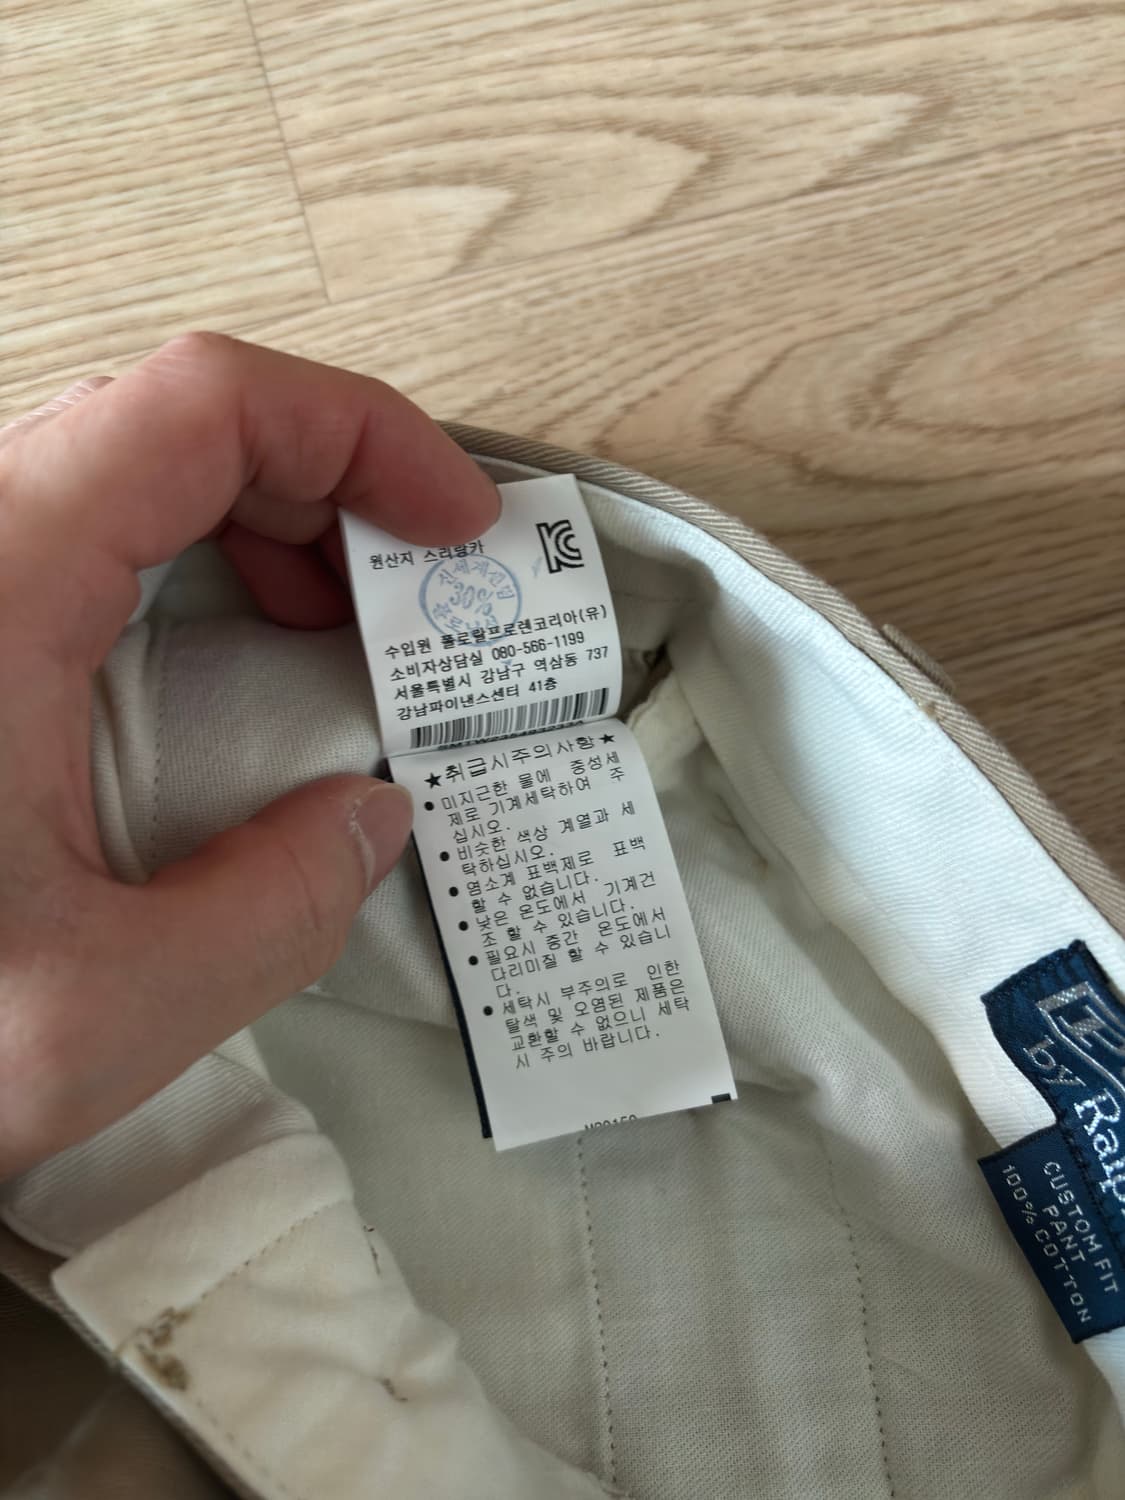 원산지 스리랑카
신세계센텀
30%
수입원 폴로랄프로렌코리아(유)
소비자상담실 080-566-1199
서울특별시 강남구 역삼동 737
강남파이낸스센터 41층
★취급시주의사항★
● 미지근한 물에 중성세
제로 기계세탁하여 주
십시오.
● 비슷한 색상 계열과 세
탁하십시오.
● 염소계 표백제로 표백
할 수 없습니다.
● 낮은 온도에서 기계건
조 할 수 있습니다.
● 필요시 중간 온도에서
다리미질 할 수 있습니
다.
● 세탁시 부주의로 인한
탈색 및 오염된 제품은
교환할 수 없으니 세탁
시 주의 바랍니다.
by Ralph
CUSTOM FIT
PANT
100% COTTON